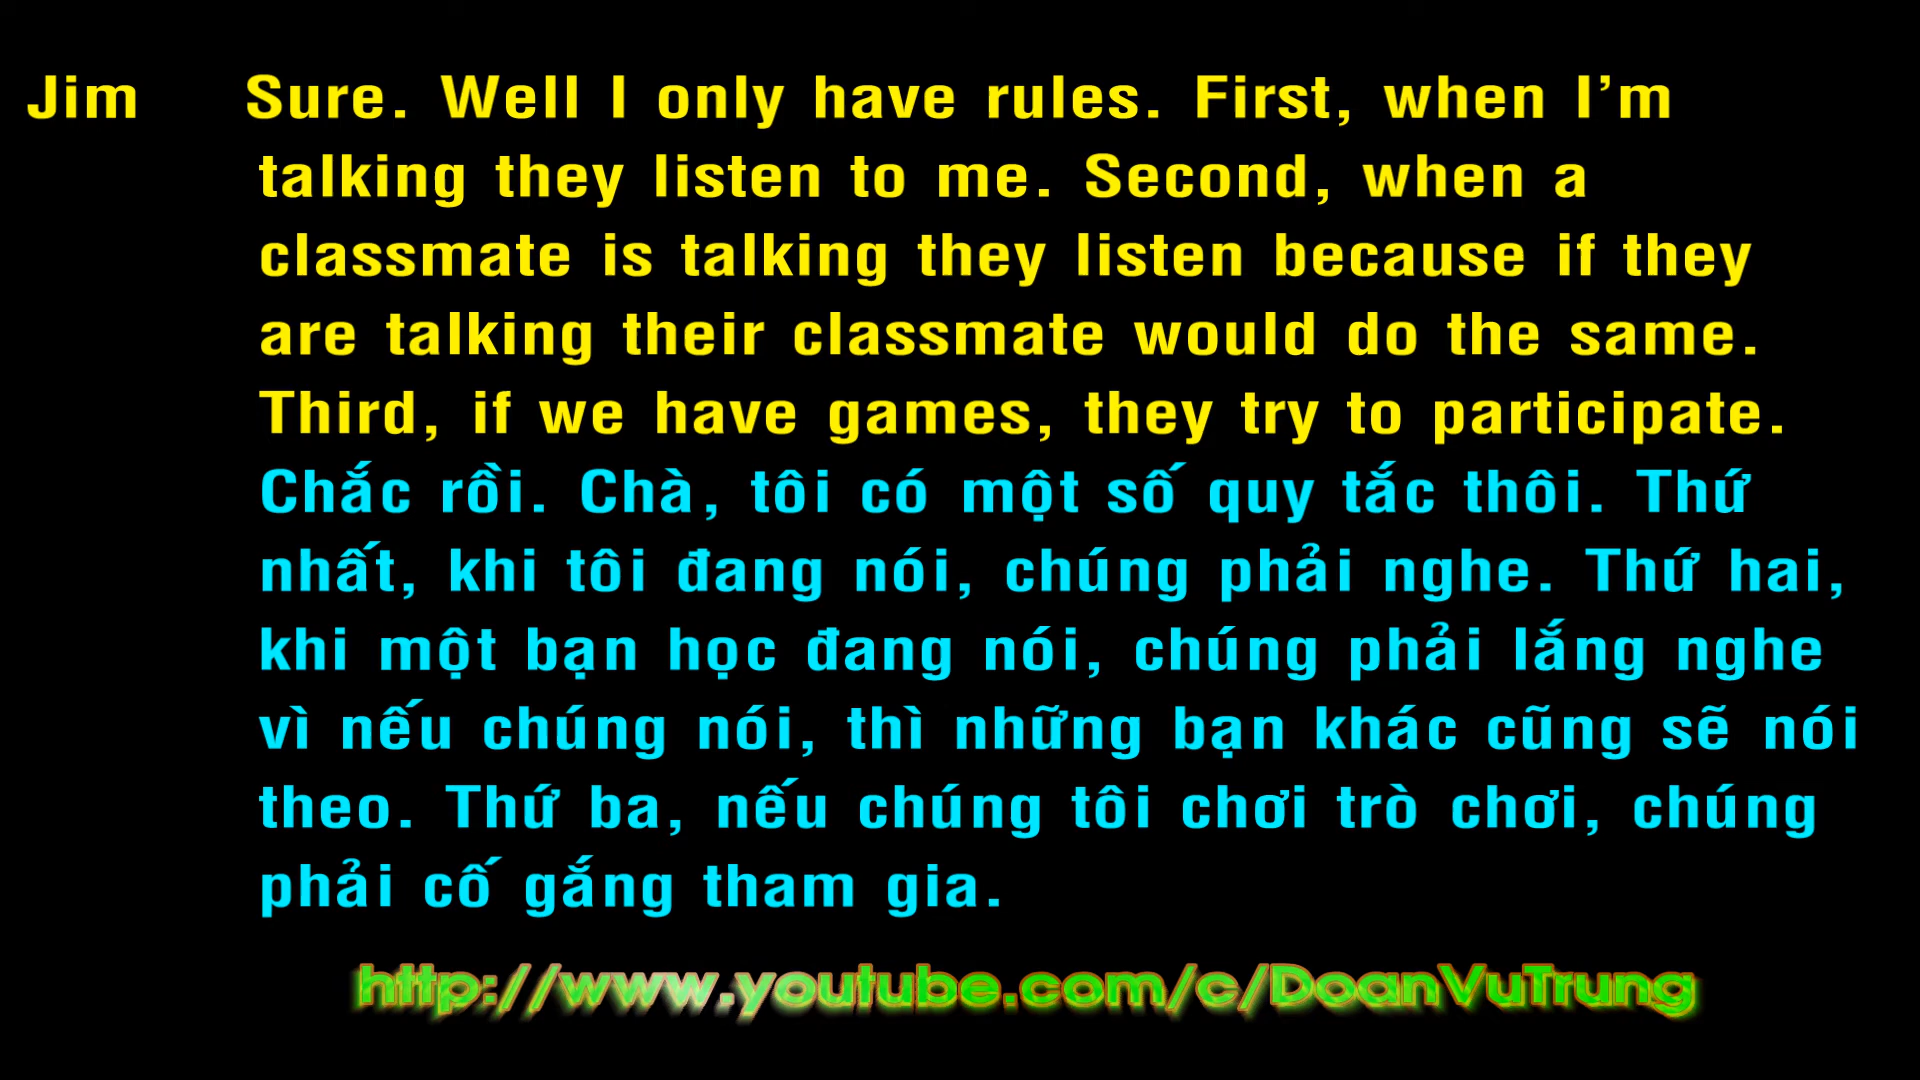 Jim Sure. Well I only have rules. First, when I’m
talking they listen to me. Second, when a
classmate is talking they listen because if they
are talking their classmate would do the same.
Third, if we have games, they try to participate.
Chắc rồi. Chà, tôi có một số quy tắc thôi. Thứ
nhất, khi tôi đang nói, chúng phải nghe. Thứ hai,
khi một bạn học đang nói, chúng phải lắng nghe
vì nếu chúng nói, thì những bạn khác cũng sẽ nói
theo. Thứ ba, nếu chúng tôi chơi trò chơi, chúng
phải cố gắng tham gia.
http://www.youtube.com/c/DoanVuTrung